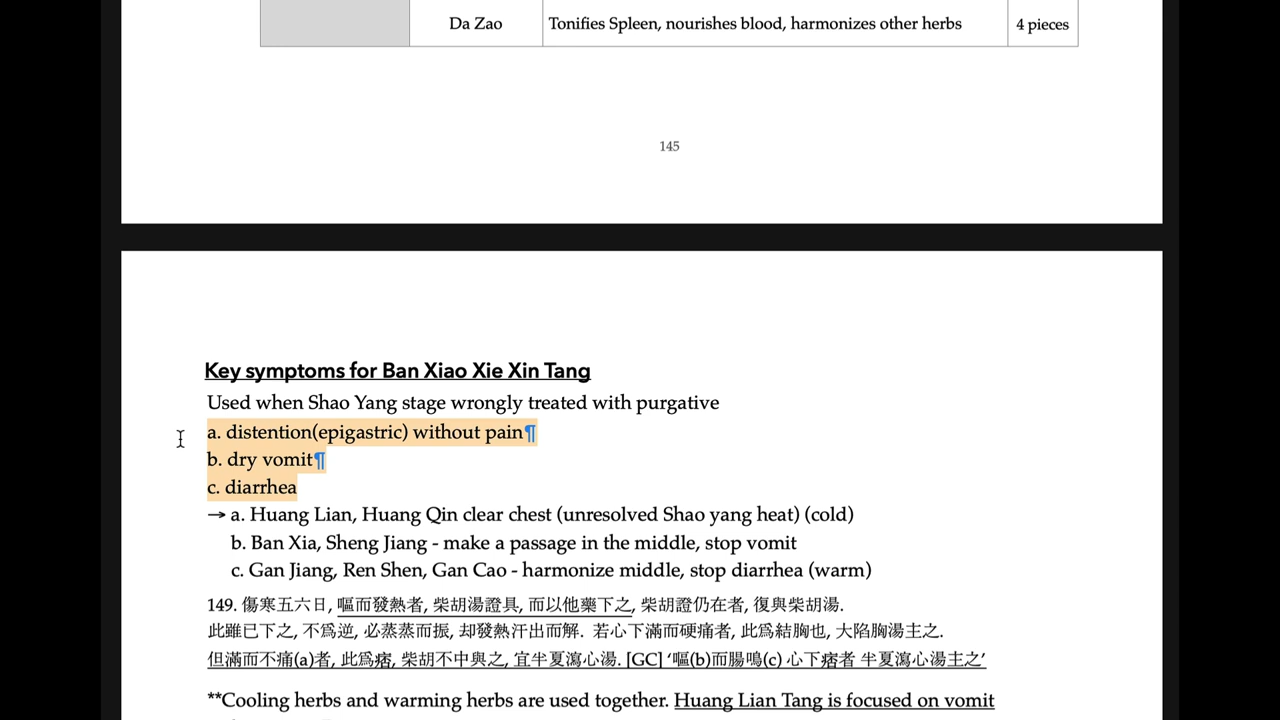 Da Zao Tonifies Spleen, nourishes blood, harmonizes other herbs 4 pieces
145
Key symptoms for Ban Xiao Xie Xin Tang
Used when Shao Yang stage wrongly treated with purgative
a. distention(epigastric) without pain¶
b. dry vomit¶
c. diarrhea
→ a. Huang Lian, Huang Qin clear chest (unresolved Shao yang heat) (cold)
b. Ban Xia, Sheng Jiang - make a passage in the middle, stop vomit
c. Gan Jiang, Ren Shen, Gan Cao - harmonize middle, stop diarrhea (warm)
149. 傷寒五六日, 嘔而發熱者, 柴胡湯證具, 而以他藥下之, 柴胡證仍在者, 復與柴胡湯.
此雖已下之, 不爲逆, 必蒸蒸而振, 却發熱汗出而解. 若心下滿而硬痛者, 此爲結胸也, 大陷胸湯主之.
但滿而不痛(a)者, 此爲痞, 柴胡不中與之, 宜半夏瀉心湯. [GC] ‘嘔(b)而腸鳴(c) 心下痞者 半夏瀉心湯主之’
**Cooling herbs and warming herbs are used together. Huang Lian Tang is focused on vomit